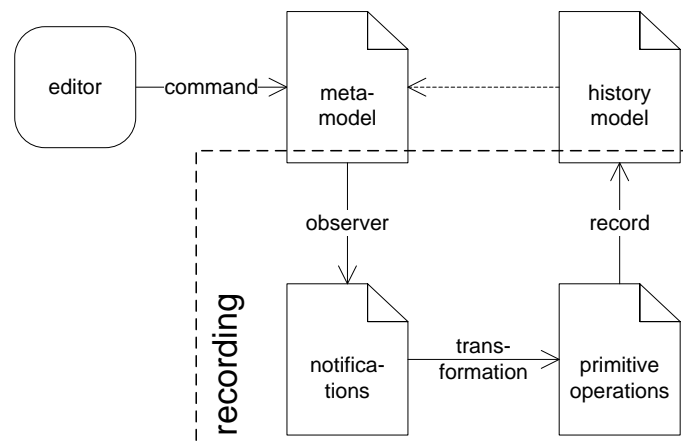 editor
command
meta-
model
history
model
observer
record
recording
notifica-
tions
trans-
formation
primitive
operations